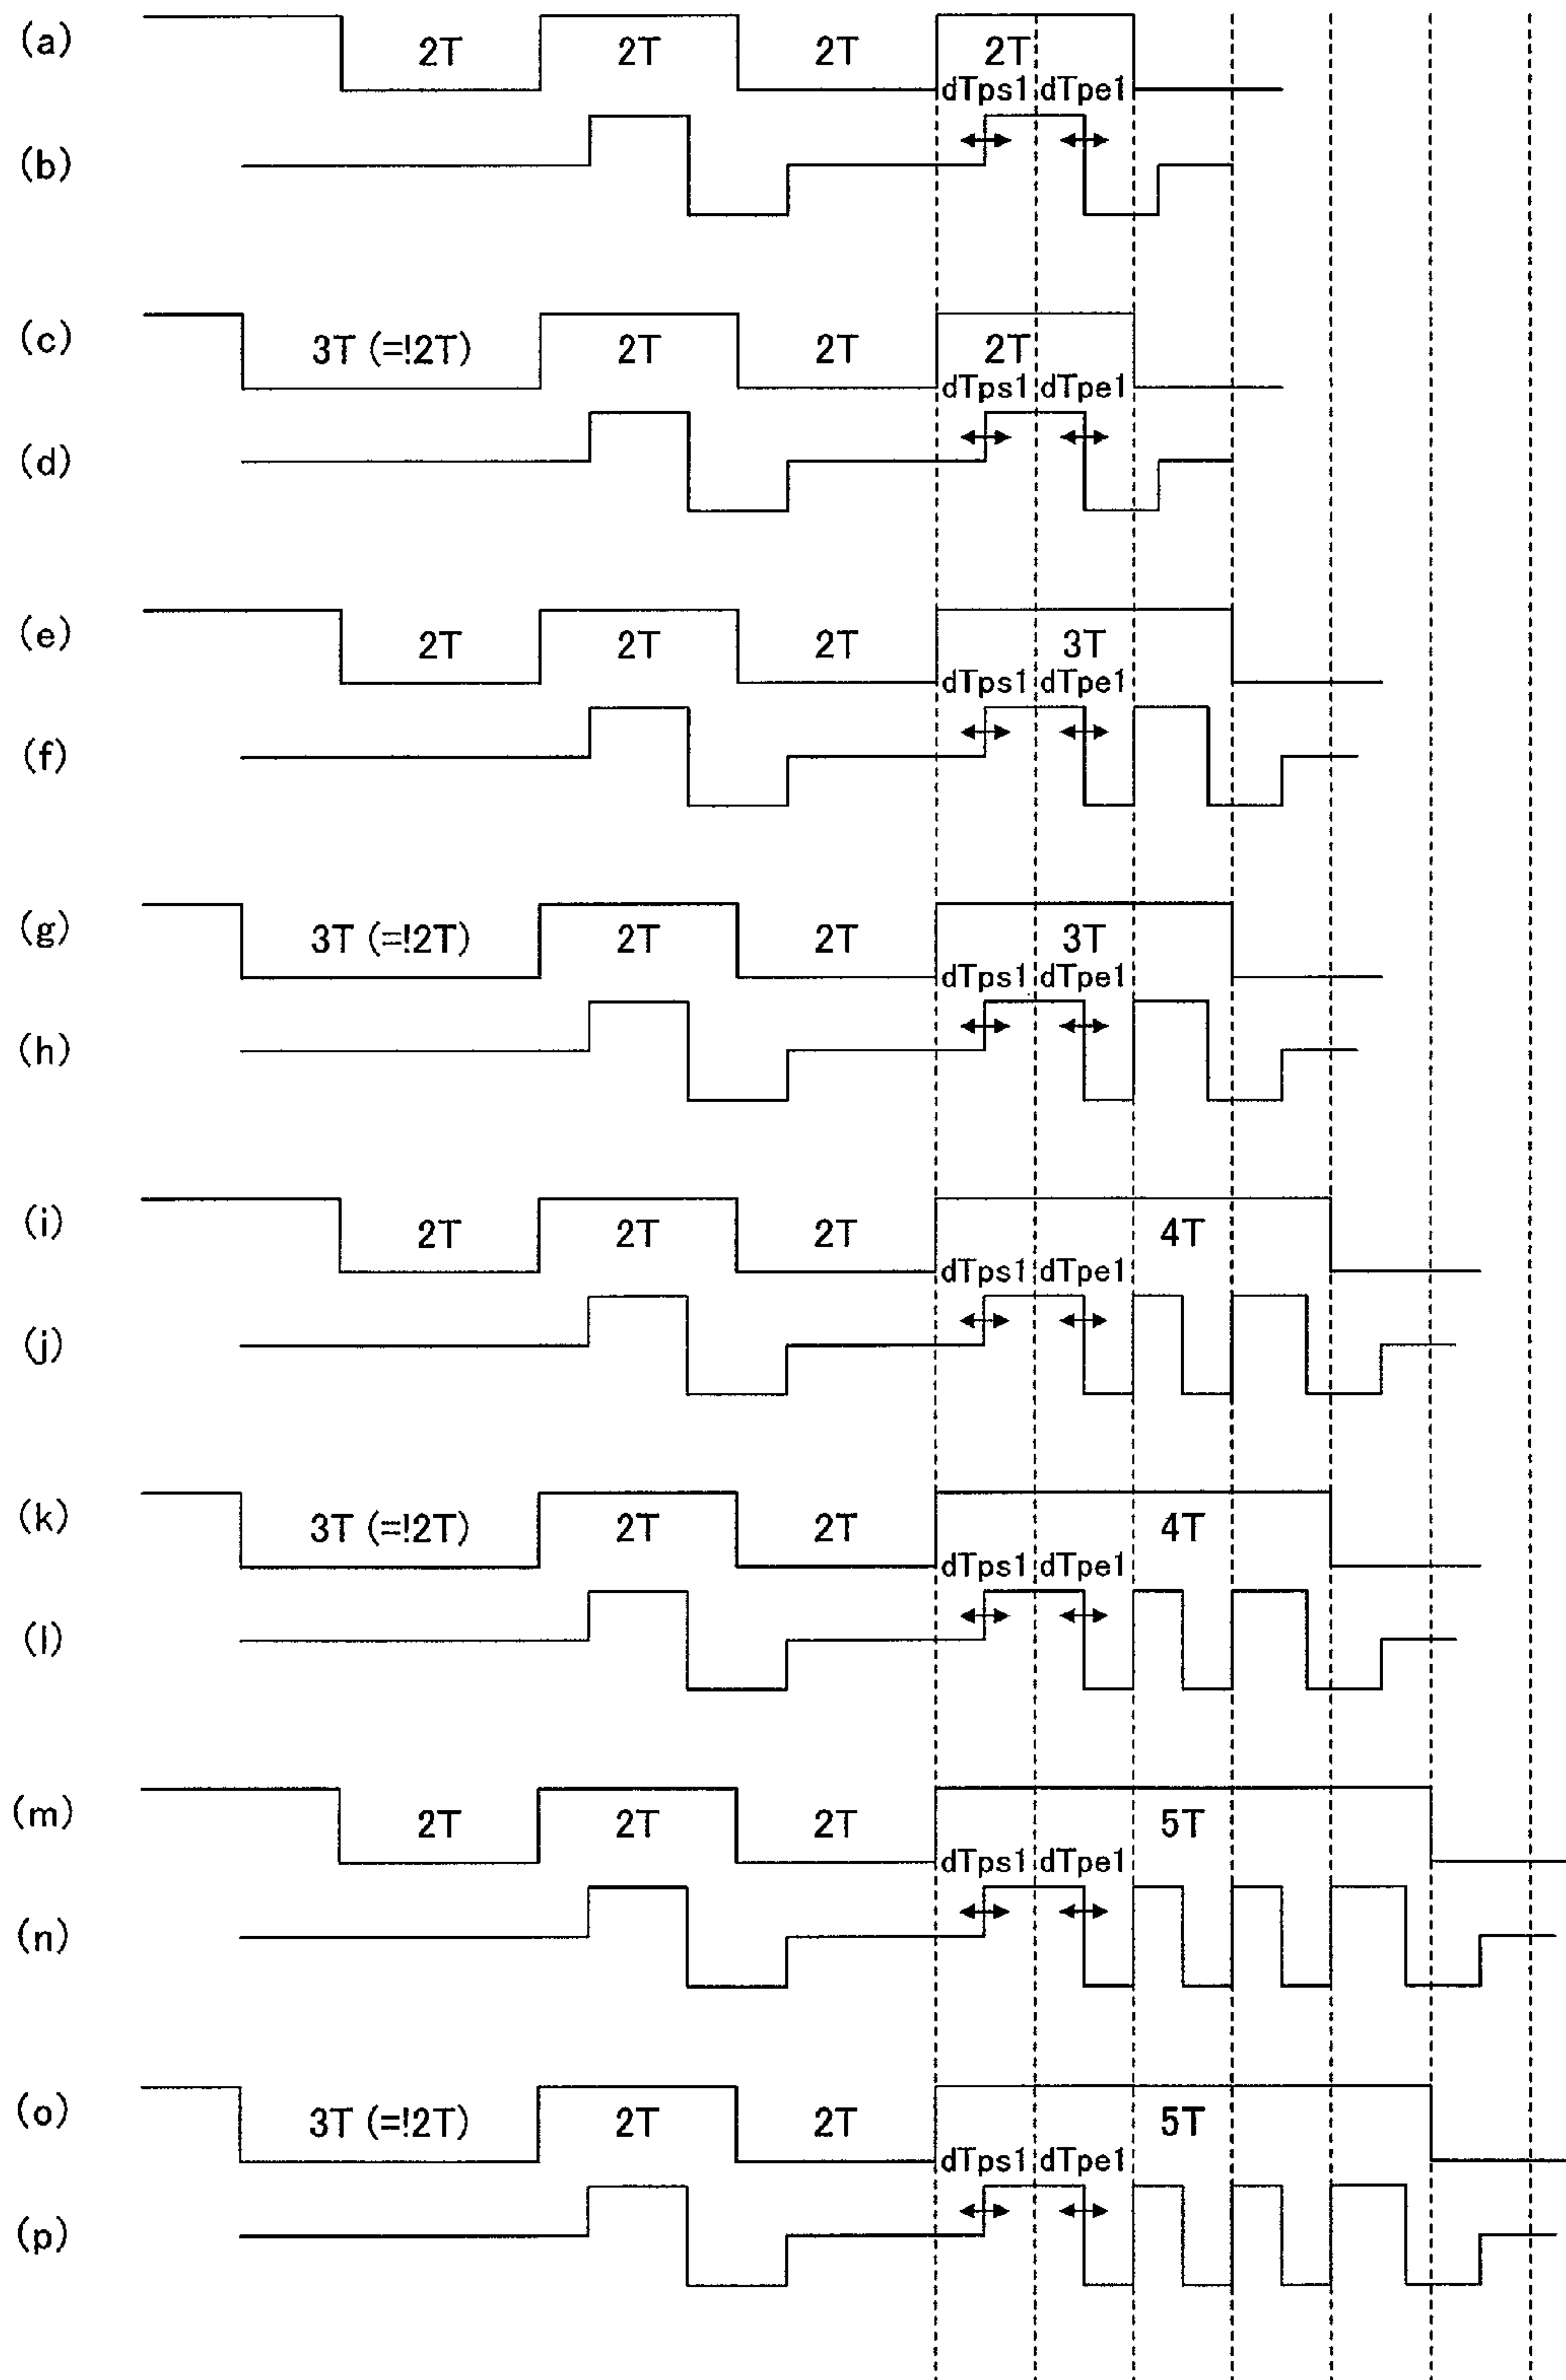 (a) 2T 2T 2T 2T
dTps1 dTpe1
(b)
(c) 3T (=!2T) 2T 2T 2T
dTps1 dTpe1
(d)
(e) 2T 2T 2T 3T
dTps1 dTpe1
(f)
(g) 3T (=!2T) 2T 2T 3T
dTps1 dTpe1
(h)
(i) 2T 2T 2T 4T
dTps1 dTpe1
(j)
(k) 3T (=!2T) 2T 2T 4T
dTps1 dTpe1
(l)
(m) 2T 2T 2T 5T
dTps1 dTpe1
(n)
(o) 3T (=!2T) 2T 2T 5T
dTps1 dTpe1
(p)